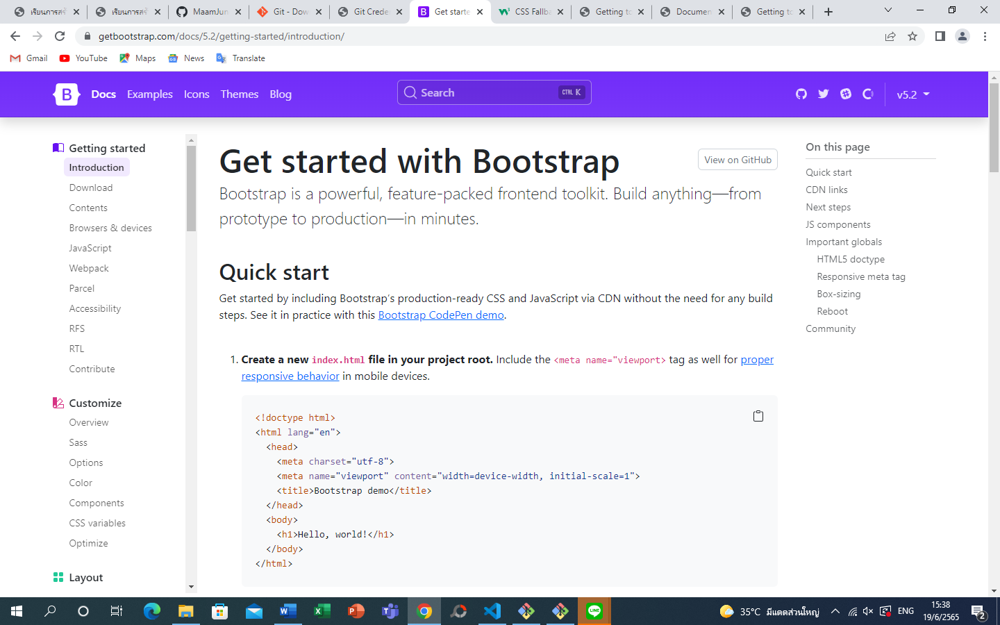 เรียนการสร้
เรียนการสร้
MaamJun
Git - Dow
Git Crede
Get starte
CSS Fallba
Getting to
Documen
Getting to
getbootstrap.com/docs/5.2/getting-started/introduction/
Gmail
YouTube
Maps
News
Translate
B
Docs
Examples
Icons
Themes
Blog
Search
CTRL K
v5.2
Getting started
Introduction
Download
Contents
Browsers & devices
JavaScript
Webpack
Parcel
Accessibility
RFS
RTL
Contribute
Customize
Overview
Sass
Options
Color
Components
CSS variables
Optimize
Layout
Get started with Bootstrap
View on GitHub
Bootstrap is a powerful, feature-packed frontend toolkit. Build anything—from
prototype to production—in minutes.
Quick start
Get started by including Bootstrap's production-ready CSS and JavaScript via CDN without the need for any build
steps. See it in practice with this Bootstrap CodePen demo.
1. Create a new index.html file in your project root. Include the <meta name="viewport> tag as well for proper
responsive behavior in mobile devices.
<!doctype html>
<html lang="en">
<head>
<meta charset="utf-8">
<meta name="viewport" content="width=device-width, initial-scale=1">
<title>Bootstrap demo</title>
</head>
<body>
<h1>Hello, world!</h1>
</body>
</html>
On this page
Quick start
CDN links
Next steps
JS components
Important globals
HTML5 doctype
Responsive meta tag
Box-sizing
Reboot
Community
35°C มีแดดส่วนใหญ่
ENG
15:38
19/6/2565
2